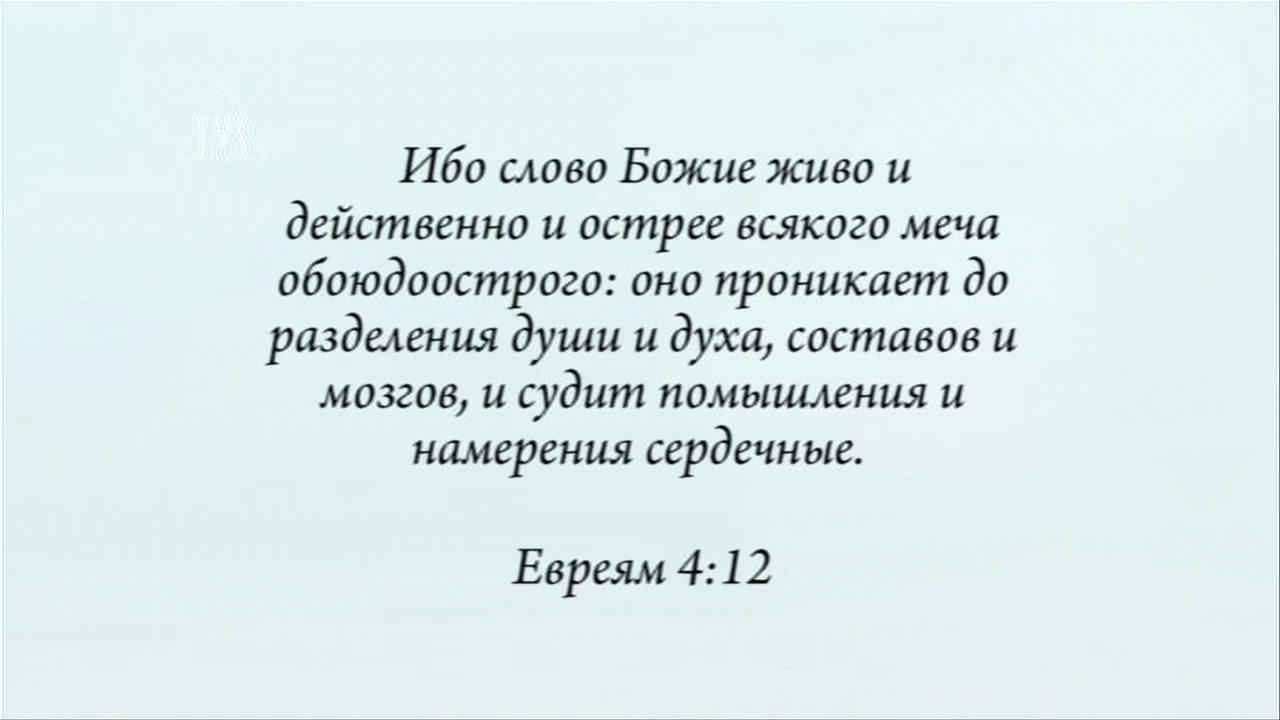 Ибо слово Божие живо и
действенно и острее всякого меча
обоюдоострого: оно проникает до
разделения души и духа, составов и
мозгов, и судит помышления и
намерения сердечные.
Евреям 4:12